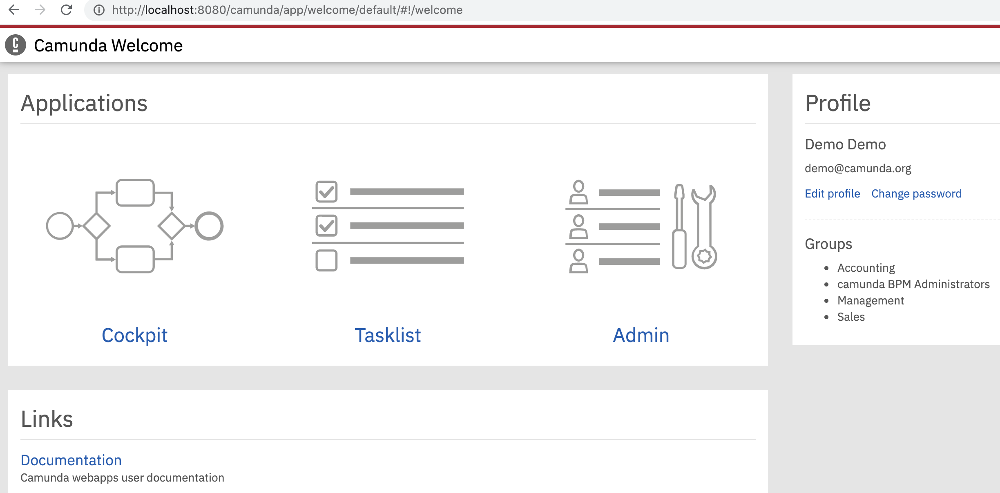 http://localhost:8080/camunda/app/welcome/default/#!/welcome
Camunda Welcome
Applications
Cockpit
Tasklist
Admin
Links
Documentation
Camunda webapps user documentation
Profile
Demo Demo
demo@camunda.org
Edit profile Change password
Groups
• Accounting
• camunda BPM Administrators
• Management
• Sales